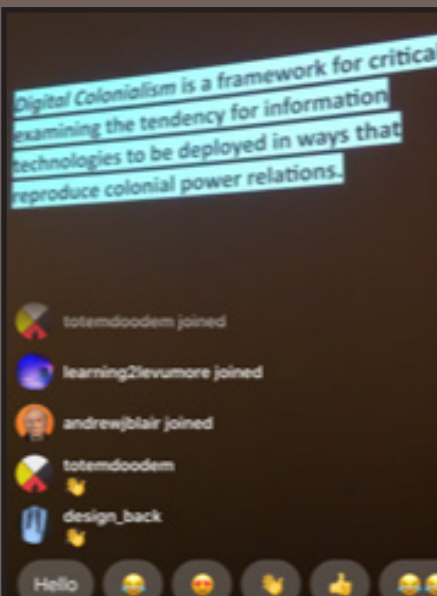 Digital Colonialism is a framework for critica
examining the tendency for information
technologies to be deployed in ways that
reproduce colonial power relations.
totemdoodem joined
learning2levumore joined
andrewjblair joined
totemdoodem
👋
design_back
👋
Hello 😂 😍 👋 👍 😂